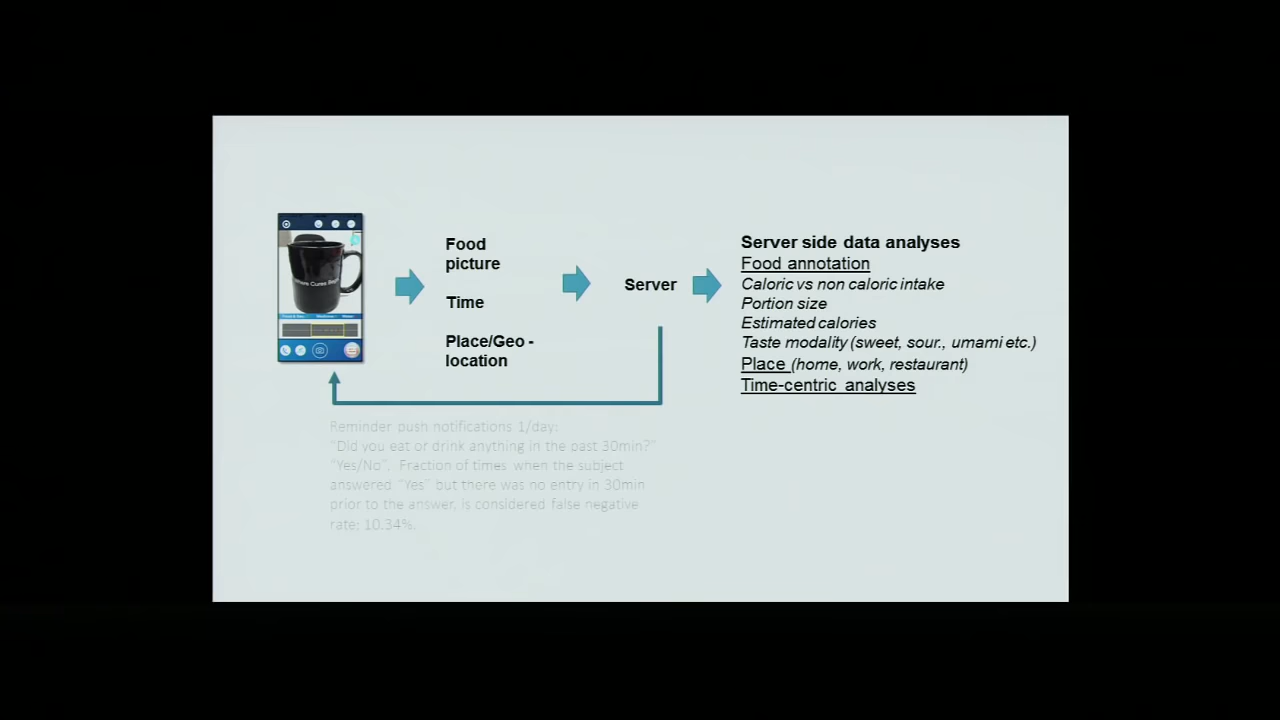 Food
picture
Time
Place/Geo -
location
Server
Server side data analyses
Food annotation
Caloric vs non caloric intake
Portion size
Estimated calories
Taste modality (sweet, sour., umami etc.)
Place (home, work, restaurant)
Time-centric analyses
Reminder push notifications 1/day:
"Did you eat or drink anything in the past 30min?"
"Yes/No". Fraction of times when the subject
answered "Yes" but there was no entry in 30min
prior to the answer, is considered false negative
rate: 10.34%.